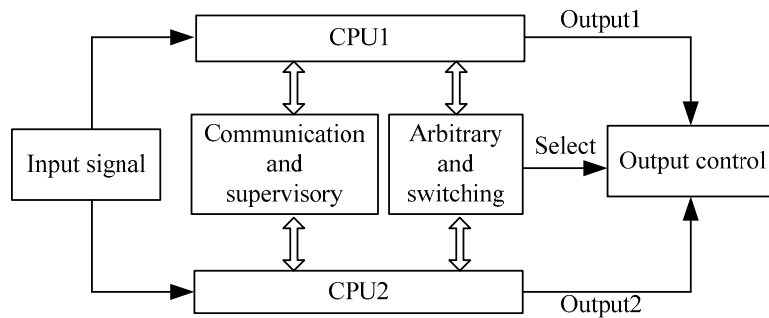 Output1
CPU1
Communication
and
supervisory
Arbitrary
and
switching
Select
Input signal
Output control
CPU2
Output2